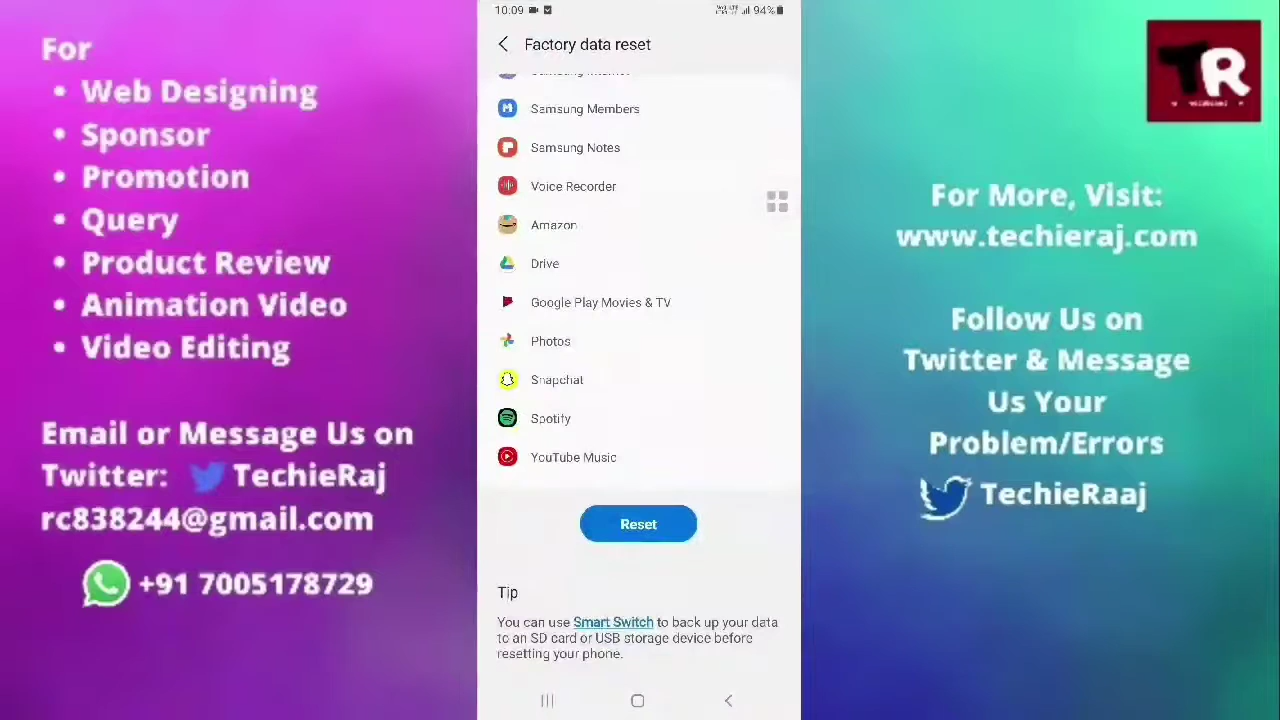 For
• Web Designing
• Sponsor
• Promotion
• Query
• Product Review
• Animation Video
• Video Editing
Email or Message Us on
Twitter: TechieRaj
rc838244@gmail.com
+91 7005178729
10.09
94%
Factory data reset
Samsung Internet
Samsung Members
Samsung Notes
Voice Recorder
Amazon
Drive
Google Play Movies & TV
Photos
Snapchat
Spotify
YouTube Music
Reset
Tip
You can use Smart Switch to back up your data
to an SD card or USB storage device before
resetting your phone.
TR
For More, Visit:
www.techieraj.com
Follow Us on
Twitter & Message
Us Your
Problem/Errors
TechieRaaj